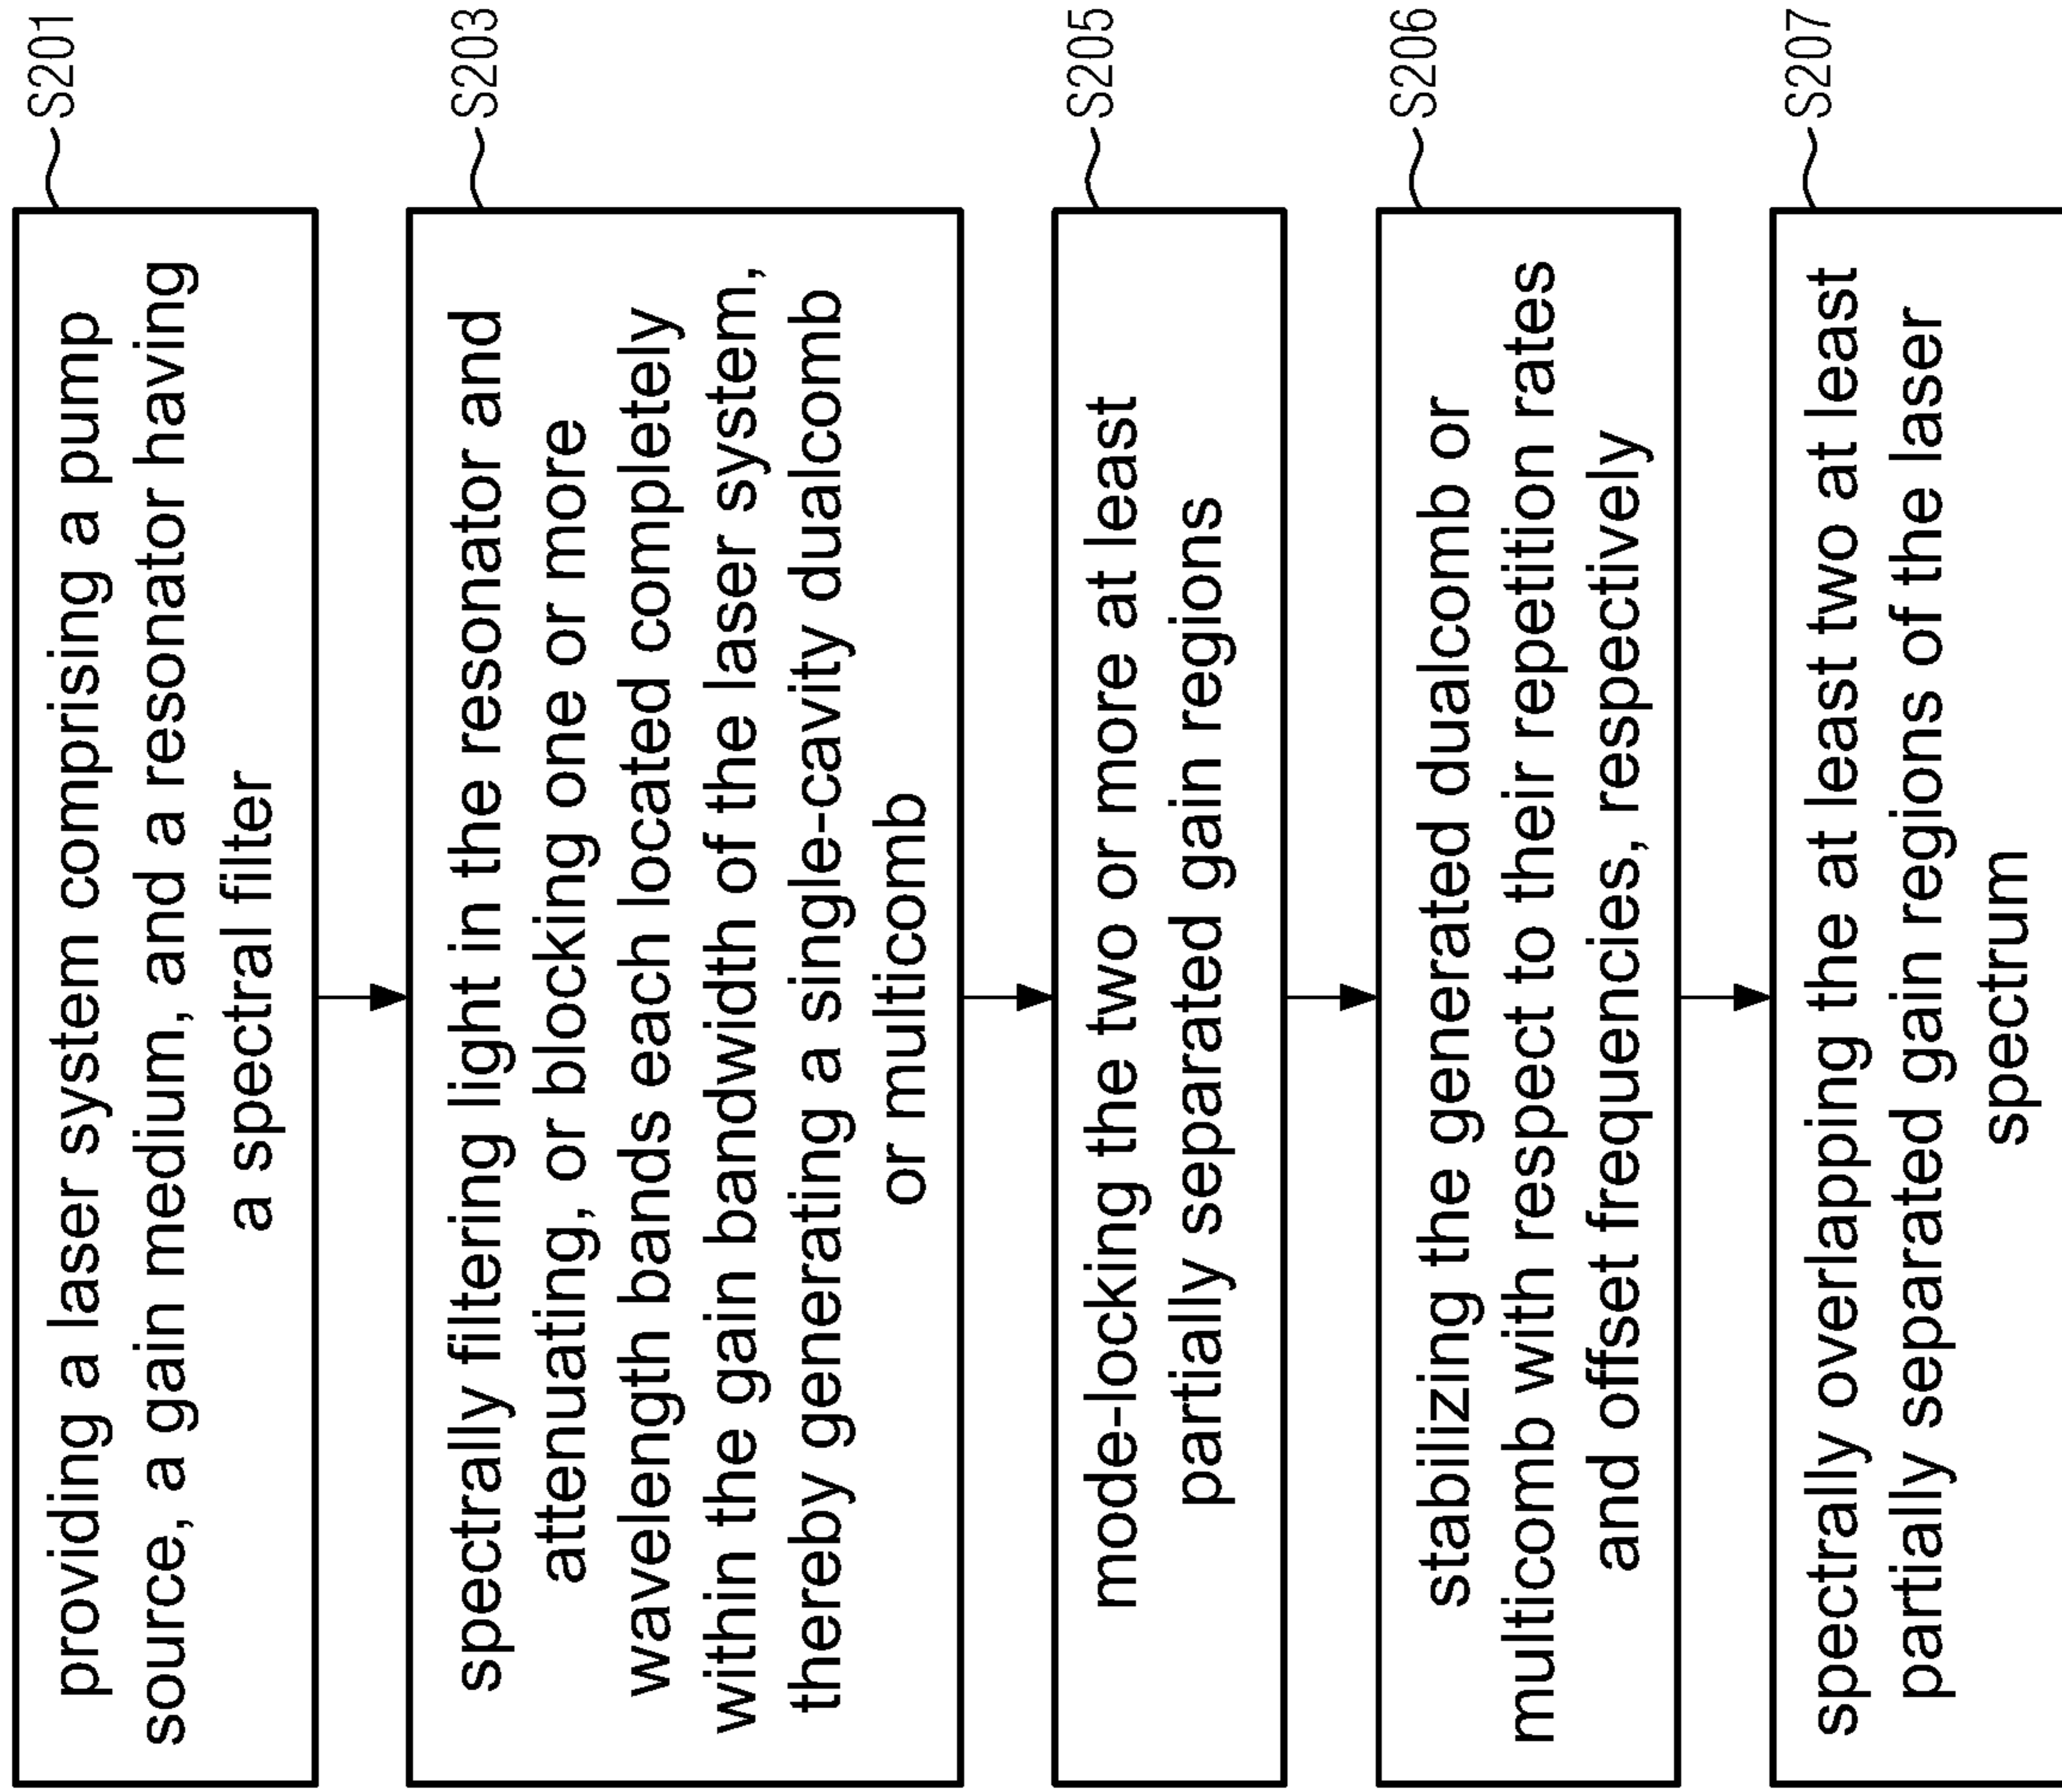 S201
providing a laser system comprising a pump
source, a gain medium, and a resonator having
a spectral filter
S203
spectrally filtering light in the resonator and
attenuating, or blocking one or more
wavelength bands each located completely
within the gain bandwidth of the laser system,
thereby generating a single-cavity dualcomb
or multicomb
S205
mode-locking the two or more at least
partially separated gain regions
S206
stabilizing the generated dualcomb or
multicomb with respect to their repetition rates
and offset frequencies, respectively
S207
spectrally overlapping the at least two at least
partially separated gain regions of the laser
spectrum